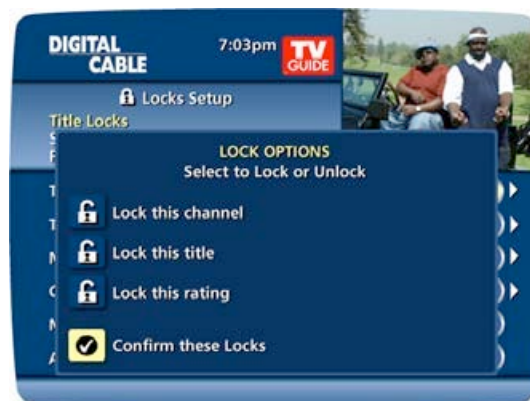 DIGITAL
CABLE
7:03pm
TV
GUIDE
Locks Setup
Title Locks
LOCK OPTIONS
Select to Lock or Unlock
Lock this channel
Lock this title
Lock this rating
Confirm these Locks